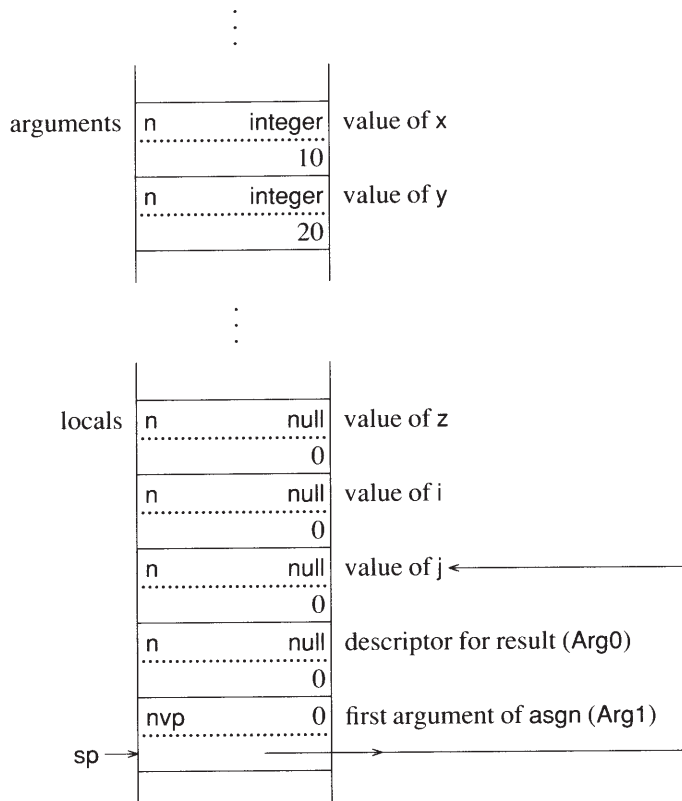 arguments n integer value of x
10
n integer value of y
20
locals n null value of z
0
n null value of i
0
n null value of j
0
n null descriptor for result (Arg0)
0
nvp 0 first argument of asgn (Arg1)
sp